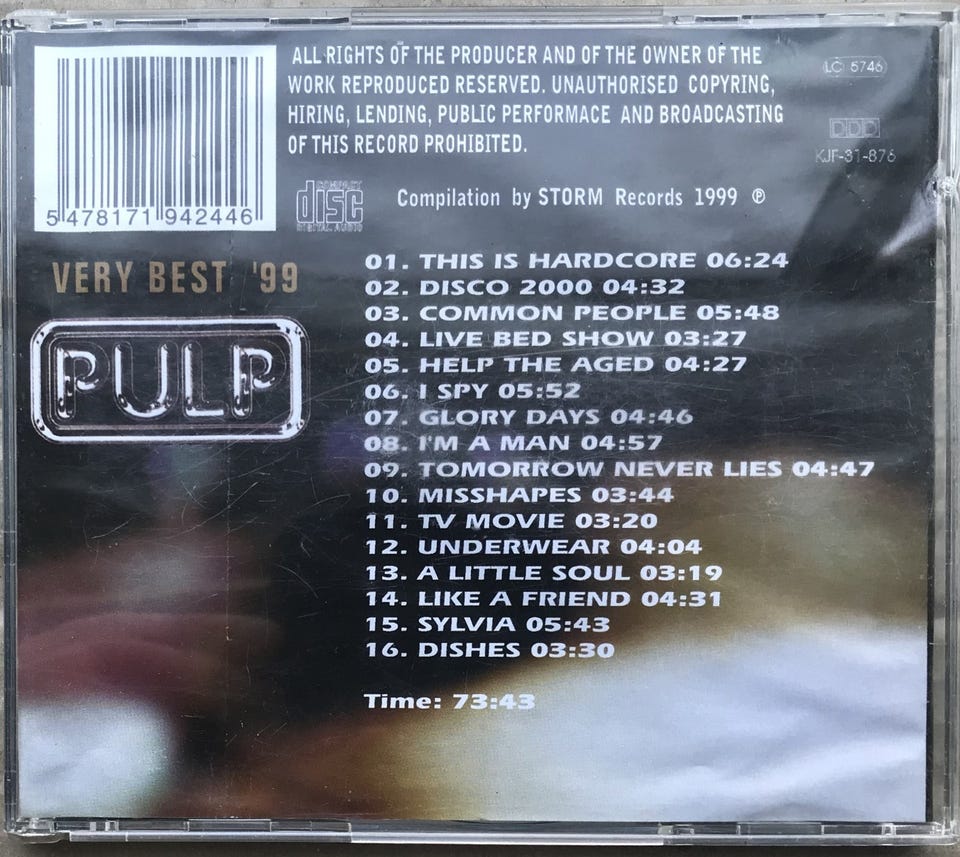 ALL RIGHTS OF THE PRODUCER AND OF THE OWNER OF THE
WORK REPRODUCED RESERVED. UNAUTHORISED COPYRING,
HIRING, LENDING, PUBLIC PERFORMACE AND BROADCASTING
OF THIS RECORD PROHIBITED.
LC 5746
DDD
KJF-31-876
5 478171 942446
COMPACT
disc
DIGITAL AUDIO
Compilation by STORM Records 1999 ℗
VERY BEST '99
PULP
01. THIS IS HARDCORE 06:24
02. DISCO 2000 04:32
03. COMMON PEOPLE 05:48
04. LIVE BED SHOW 03:27
05. HELP THE AGED 04:27
06. I SPY 05:52
07. GLORY DAYS 04:46
08. I'M A MAN 04:57
09. TOMORROW NEVER LIES 04:47
10. MISSHAPES 03:44
11. TV MOVIE 03:20
12. UNDERWEAR 04:04
13. A LITTLE SOUL 03:19
14. LIKE A FRIEND 04:31
15. SYLVIA 05:43
16. DISHES 03:30
Time: 73:43